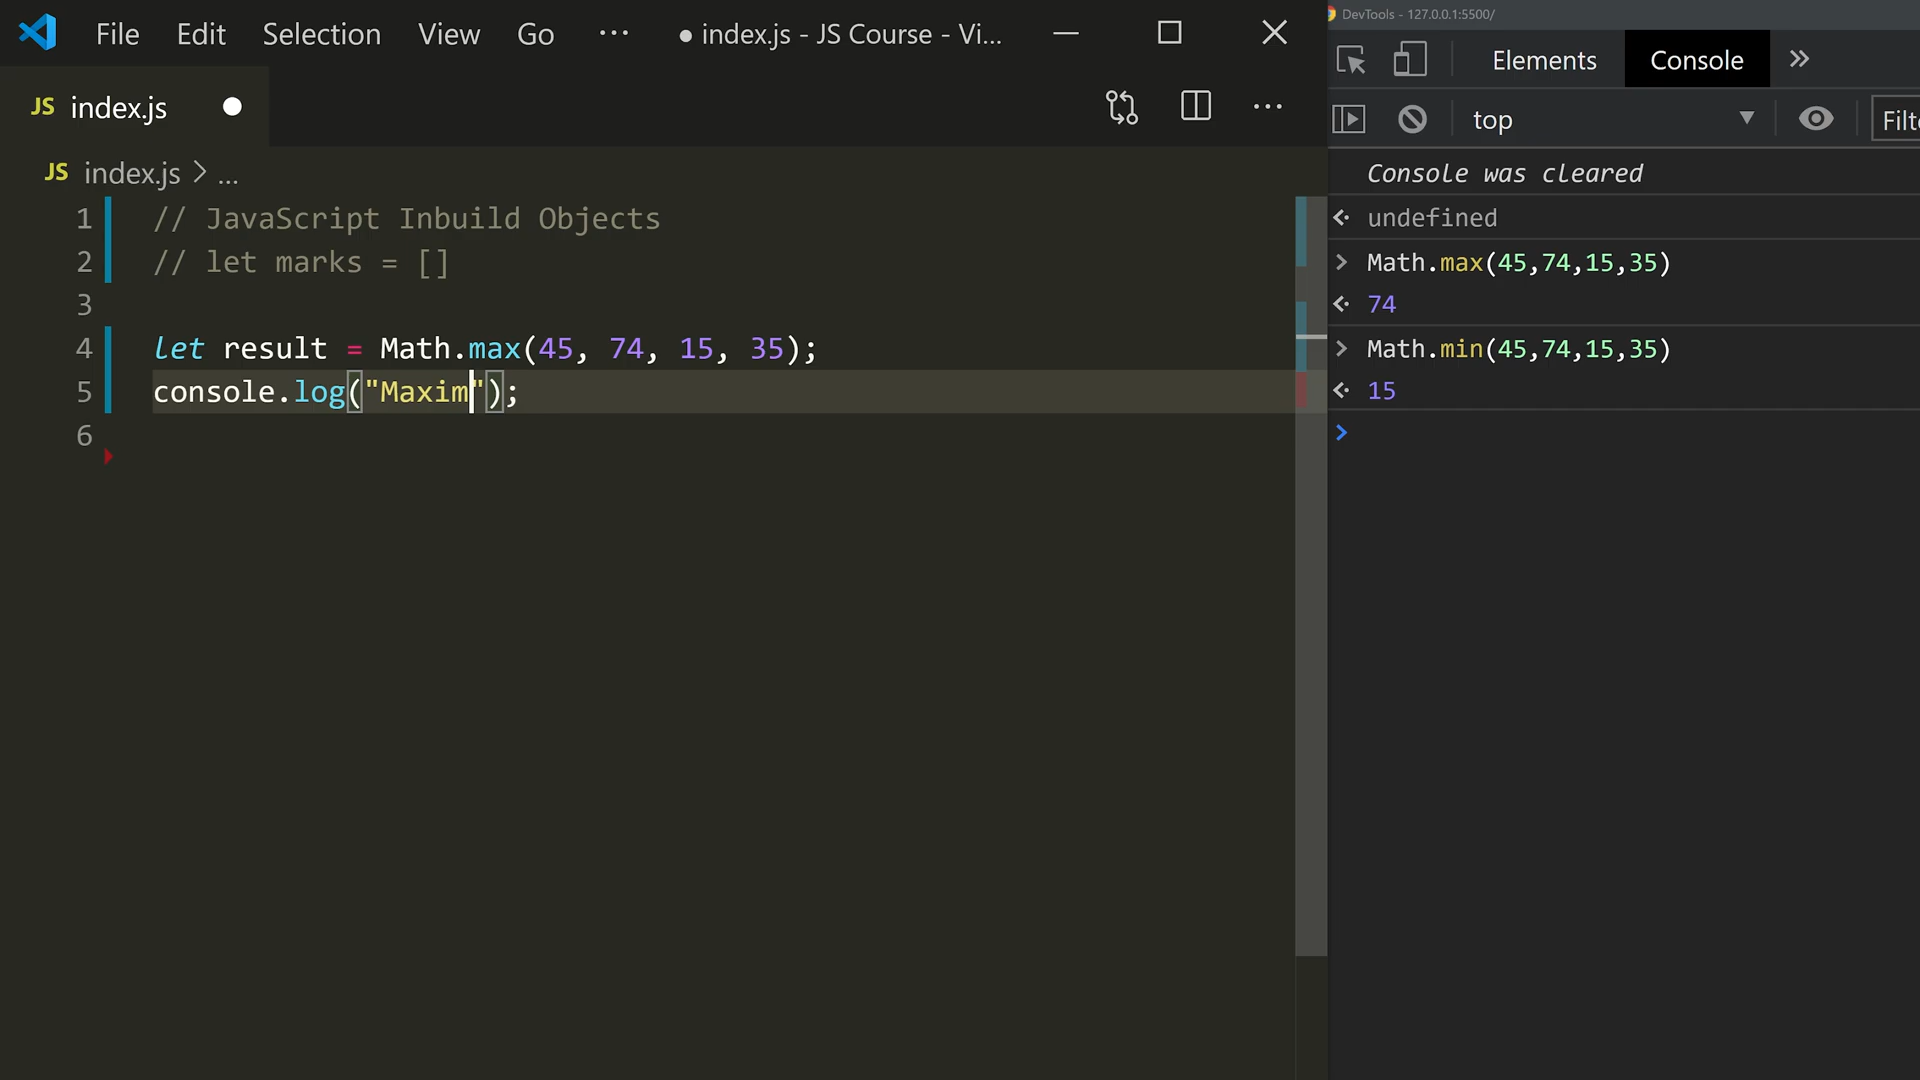 File Edit Selection View Go ··· ● index.js - JS Course - Vi...
JS index.js
JS index.js > ...
1 // JavaScript Inbuild Objects
2 // let marks = []
3
4 let result = Math.max(45, 74, 15, 35);
5 console.log("Maxim");
6
DevTools - 127.0.0.1:5500/
Elements Console »
top Filt
Console was cleared
undefined
> Math.max(45,74,15,35)
74
> Math.min(45,74,15,35)
15
>